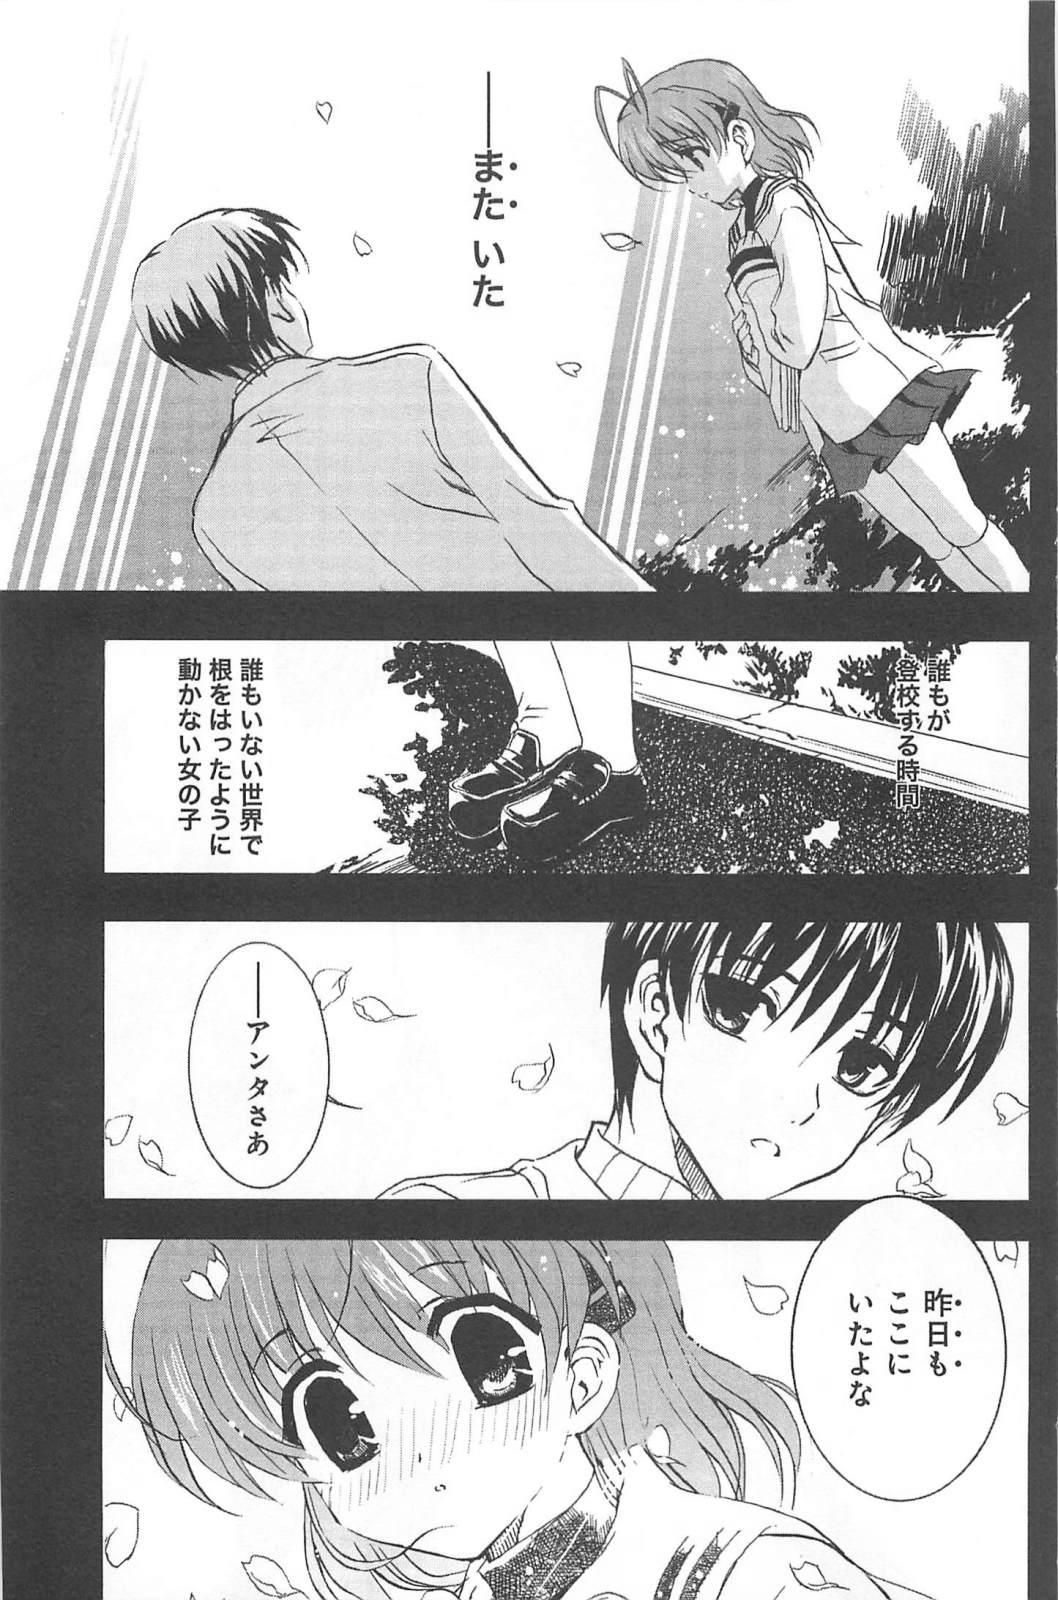 ――また いた
誰もが
登校する時間
誰もいない世界で
根をはったように
動かない女の子
――アンタさあ
昨日も
ここに
いたよな